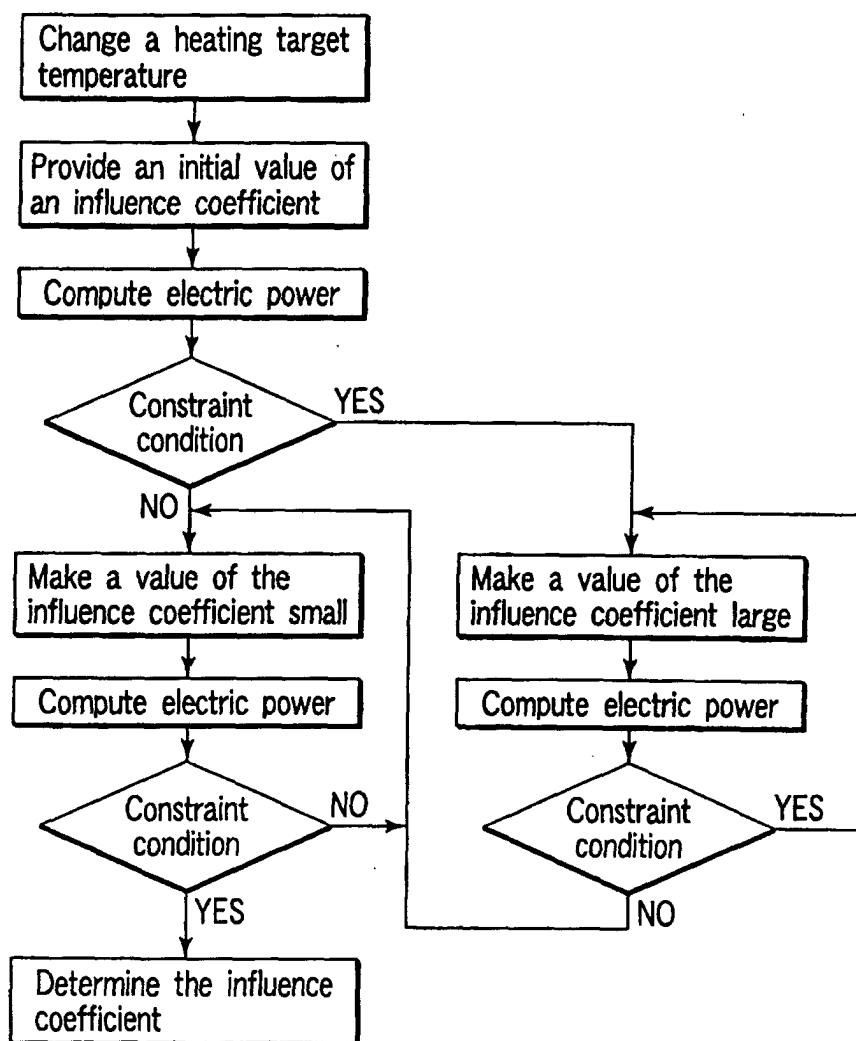 Change a heating target
temperature
Provide an initial value of
an influence coefficient
Compute electric power
Constraint
condition
YES
NO
Make a value of the
influence coefficient small
Compute electric power
Constraint
condition
NO
YES
Determine the influence
coefficient
Make a value of the
influence coefficient large
Compute electric power
Constraint
condition
YES
NO